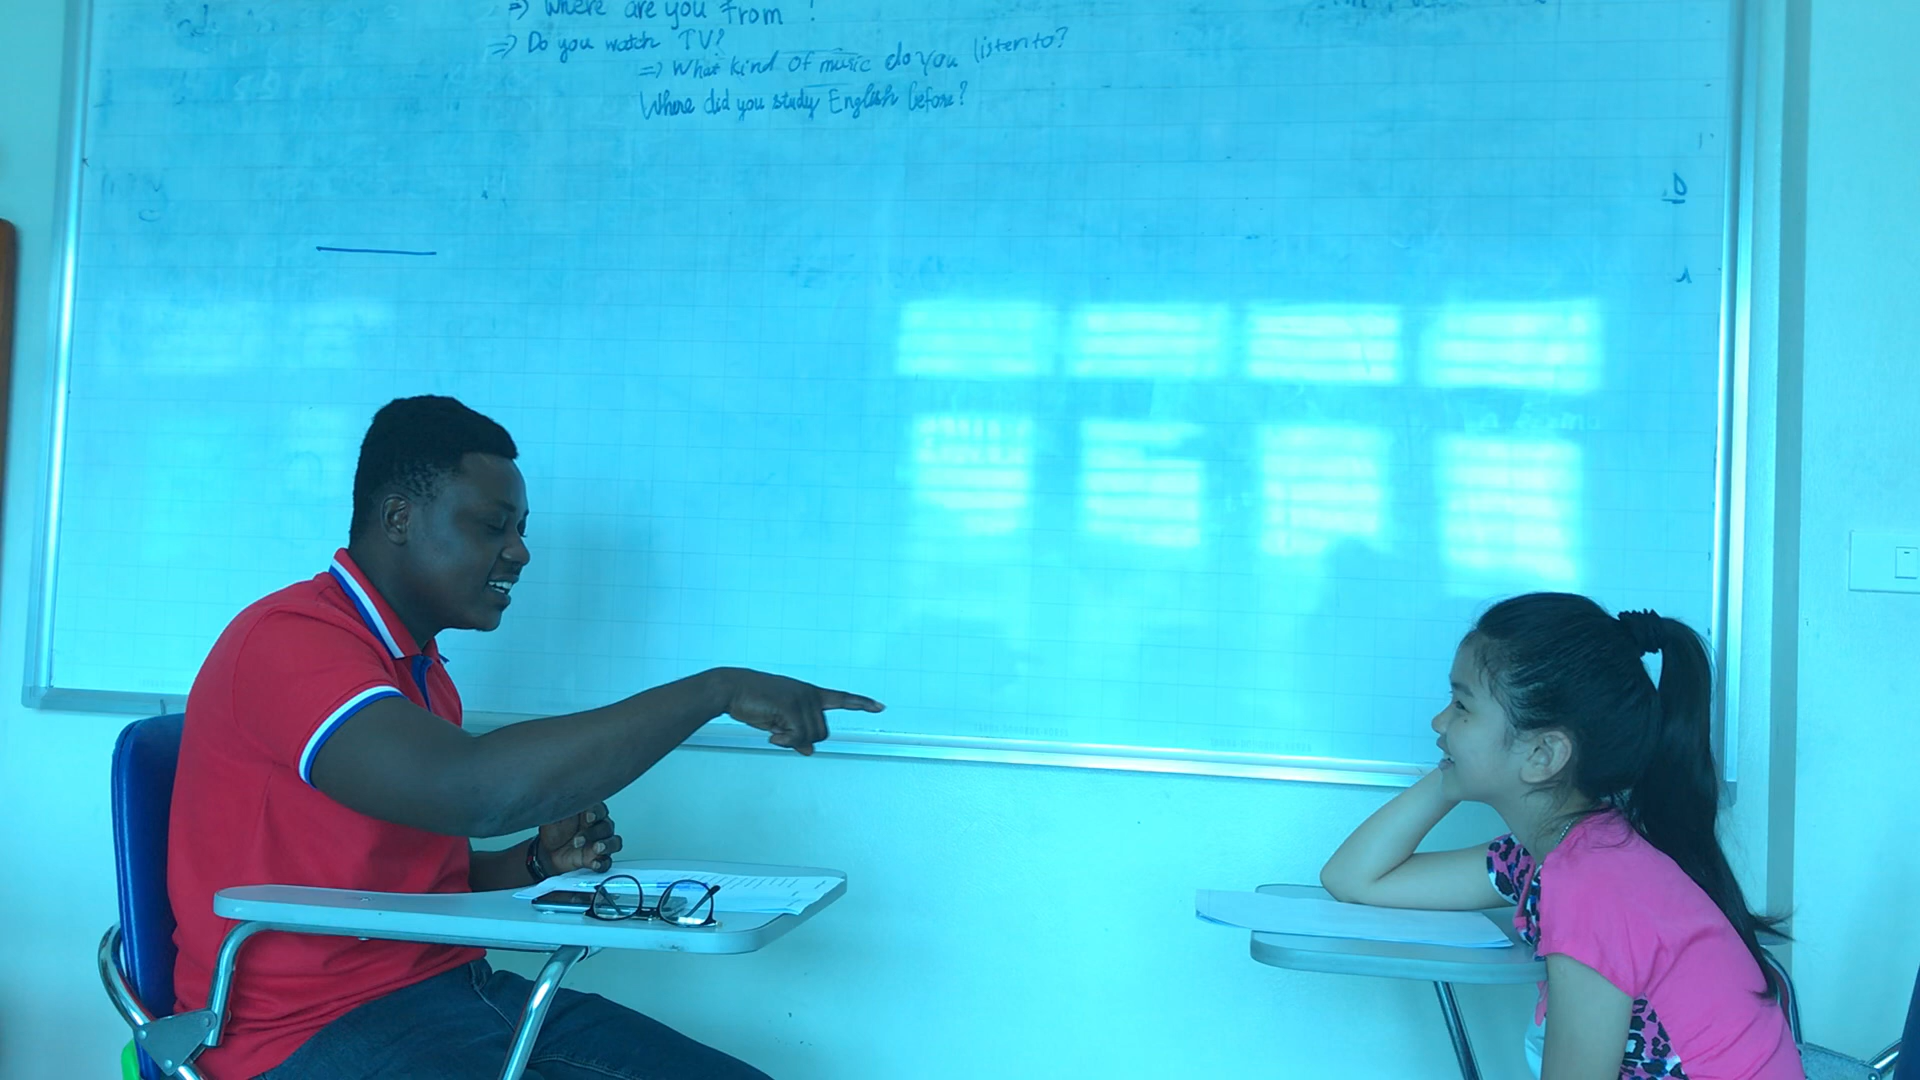 => Where are you from ?
=> Do you watch TV?
=> What kind of music do you listen to?
Where did you study English before?